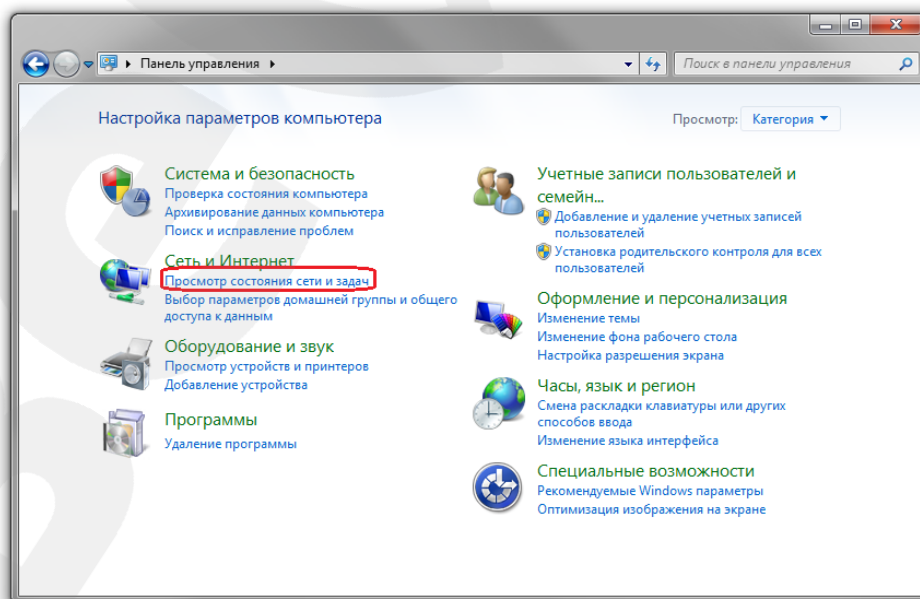 Панель управления
Поиск в панели управления
Настройка параметров компьютера
Просмотр: Категория
Система и безопасность
Проверка состояния компьютера
Архивирование данных компьютера
Поиск и исправление проблем
Сеть и Интернет
Просмотр состояния сети и задач
Выбор параметров домашней группы и общего
доступа к данным
Оборудование и звук
Просмотр устройств и принтеров
Добавление устройства
Программы
Удаление программы
Учетные записи пользователей и
семейн...
Добавление и удаление учетных записей
пользователей
Установка родительского контроля для всех
пользователей
Оформление и персонализация
Изменение темы
Изменение фона рабочего стола
Настройка разрешения экрана
Часы, язык и регион
Смена раскладки клавиатуры или других
способов ввода
Изменение языка интерфейса
Специальные возможности
Рекомендуемые Windows параметры
Оптимизация изображения на экране